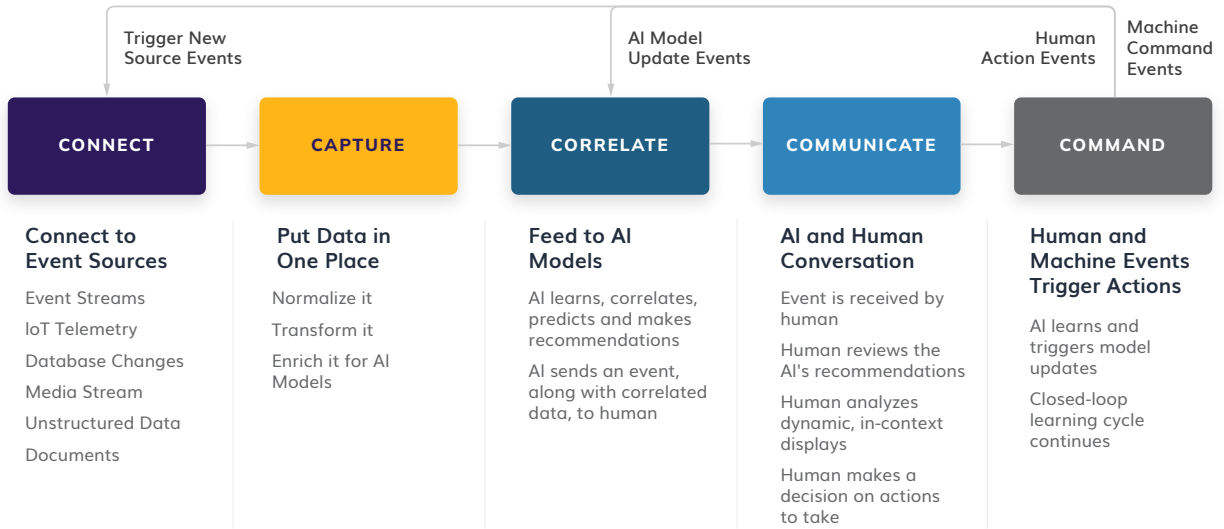 Trigger New
Source Events
AI Model
Update Events
Human
Action Events
Machine
Command
Events
CONNECT
CAPTURE
CORRELATE
COMMUNICATE
COMMAND
Connect to
Event Sources
Event Streams
IoT Telemetry
Database Changes
Media Stream
Unstructured Data
Documents
Put Data in
One Place
Normalize it
Transform it
Enrich it for AI
Models
Feed to AI
Models
AI learns, correlates,
predicts and makes
recommendations
AI sends an event,
along with correlated
data, to human
AI and Human
Conversation
Event is received by
human
Human reviews the
AI's recommendations
Human analyzes
dynamic, in-context
displays
Human makes a
decision on actions
to take
Human and
Machine Events
Trigger Actions
AI learns and
triggers model
updates
Closed-loop
learning cycle
continues